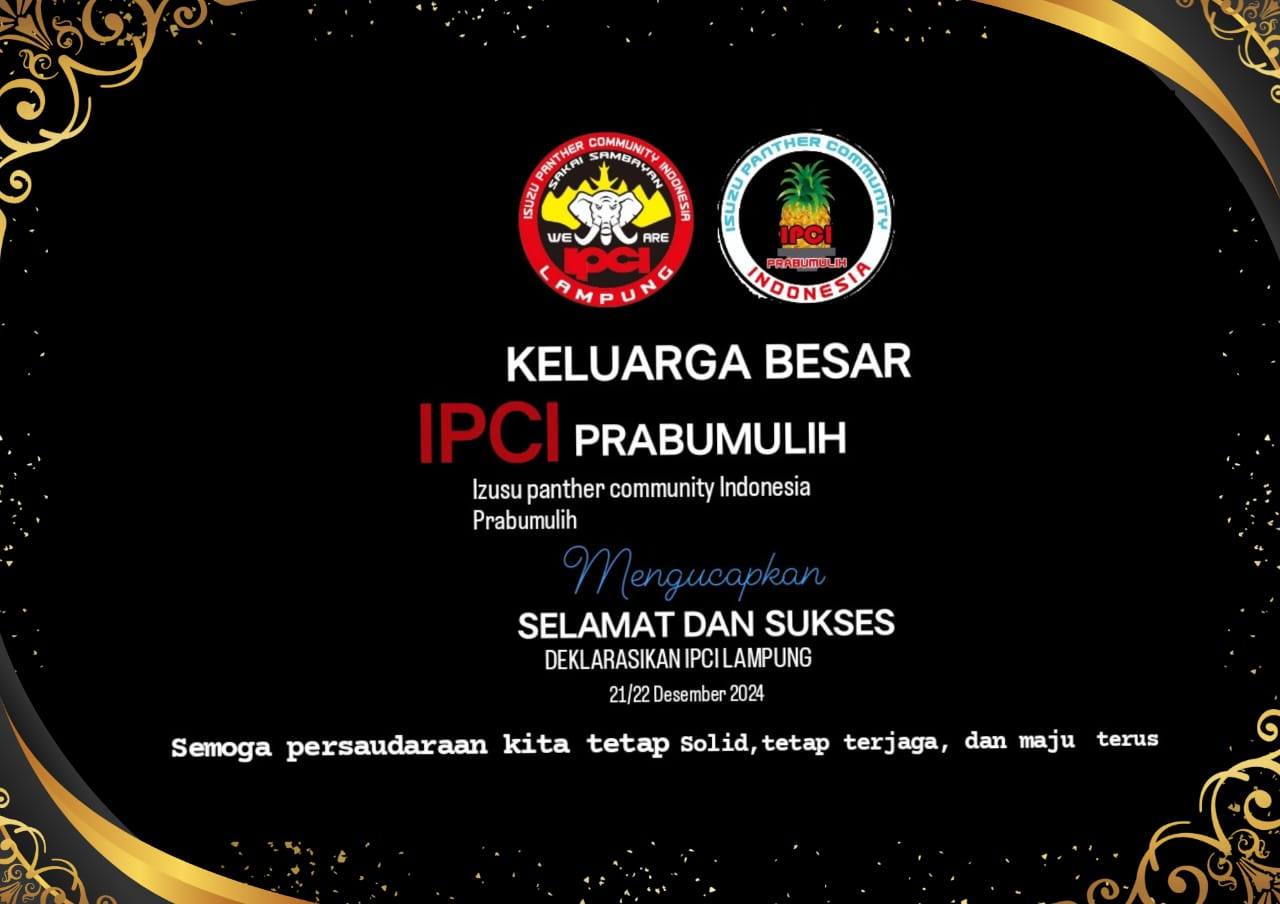 ISUZU PANTHER COMMUNITY INDONESIA
SAKAI SAMBAYAN
WE ARE
IPCI
LAMPUNG
ISUZU PANTHER COMMUNITY
IPCI
PRABUMULIH
INDONESIA
KELUARGA BESAR
IPCI PRABUMULIH
Izusu panther community Indonesia
Prabumulih
Mengucapkan
SELAMAT DAN SUKSES
DEKLARASIKAN IPCI LAMPUNG
21/22 Desember 2024
Semoga persaudaraan kita tetap Solid,tetap terjaga, dan maju terus